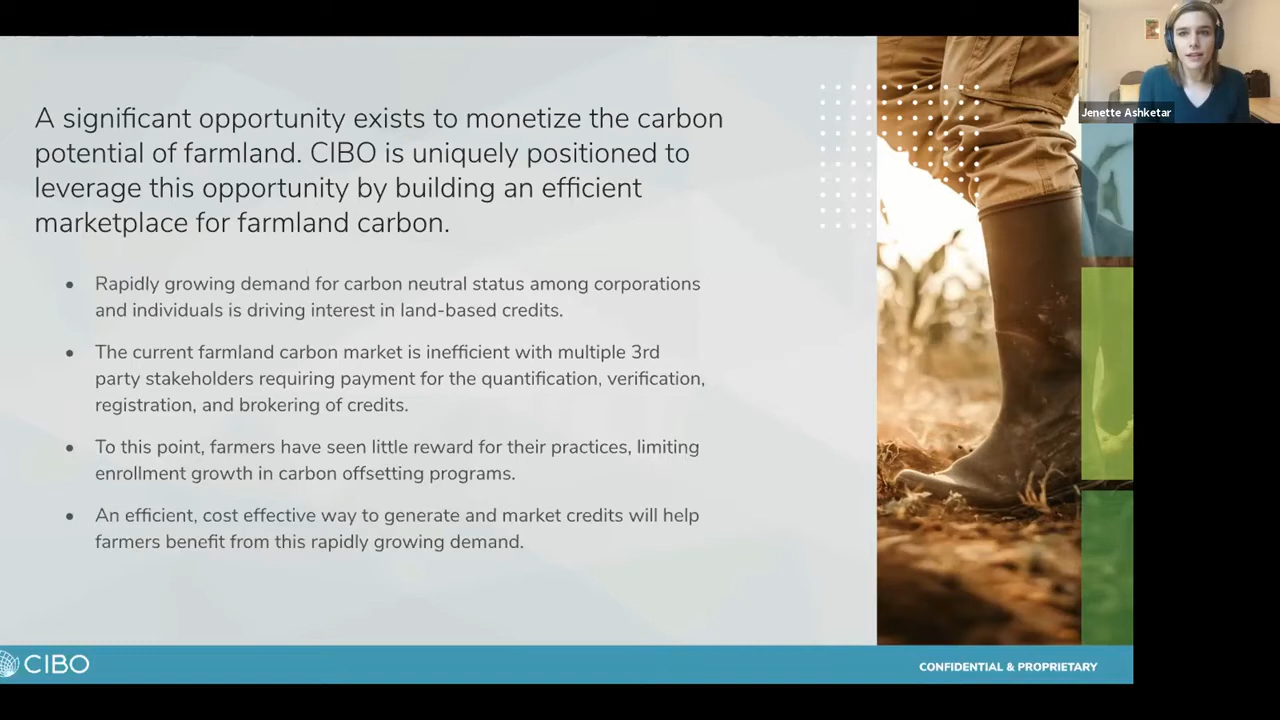 Jenette Ashketar
A significant opportunity exists to monetize the carbon
potential of farmland. CIBO is uniquely positioned to
leverage this opportunity by building an efficient
marketplace for farmland carbon.
• Rapidly growing demand for carbon neutral status among corporations
and individuals is driving interest in land-based credits.
• The current farmland carbon market is inefficient with multiple 3rd
party stakeholders requiring payment for the quantification, verification,
registration, and brokering of credits.
• To this point, farmers have seen little reward for their practices, limiting
enrollment growth in carbon offsetting programs.
• An efficient, cost effective way to generate and market credits will help
farmers benefit from this rapidly growing demand.
CIBO
CONFIDENTIAL & PROPRIETARY